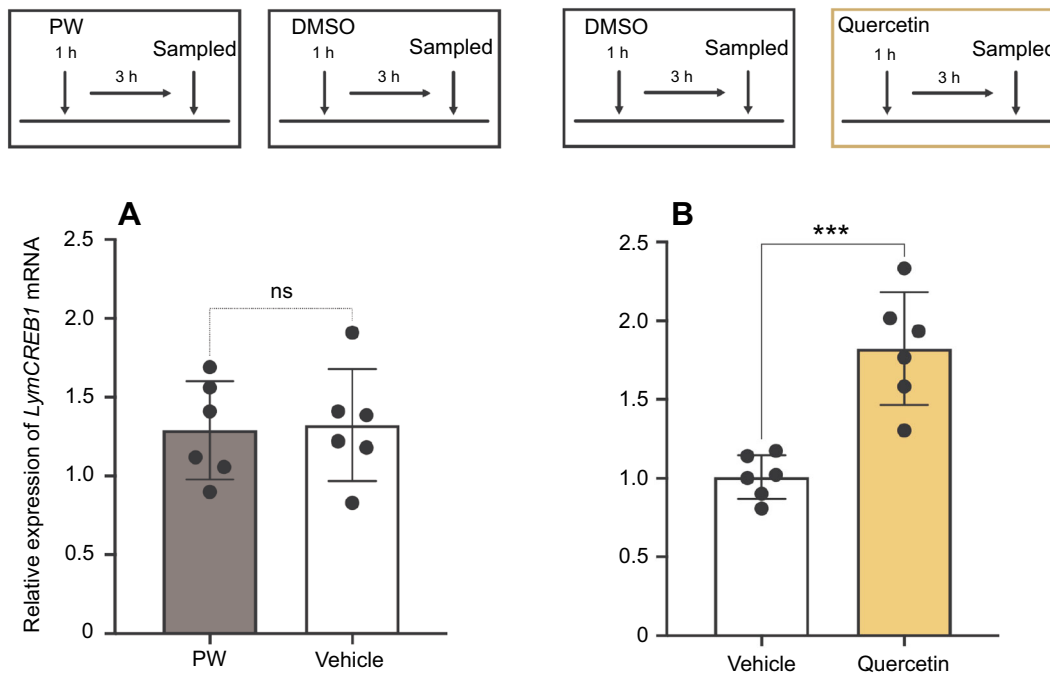 PW
1 h
Sampled
3 h
DMSO
1 h
Sampled
3 h
DMSO
1 h
Sampled
3 h
Quercetin
1 h
Sampled
3 h
A
Relative expression of LymCREB1 mRNA
2.5
2.0
1.5
1.0
0.5
0
ns
PW
Vehicle
B
2.5
2.0
1.5
1.0
0.5
0
***
Vehicle
Quercetin